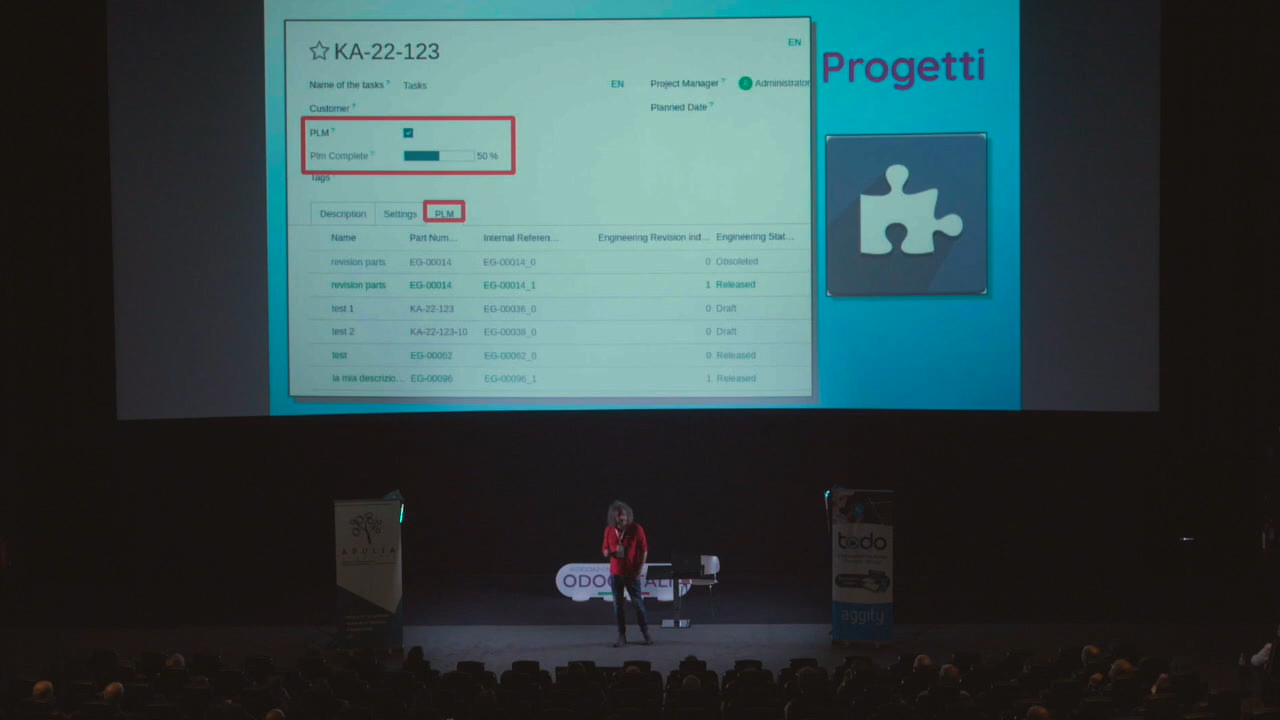 KA-22-123
EN
Progetti
Name of the tasks ? Tasks EN Project Manager ? Administrator
Customer ? Planned Date ?
PLM ?
Plm Complete ? 50 %
Tags
Description Settings PLM
Name Part Num... Internal Referen... Engineering Revision ind... Engineering Stat...
revision parts EG-00014 EG-00014_0 0 Obsoleted
revision parts EG-00014 EG-00014_1 1 Released
test 1 KA-22-123 EG-00036_0 0 Draft
test 2 KA-22-123-10 EG-00038_0 0 Draft
test EG-00062 EG-00062_0 0 Released
la mia descrizio... EG-00096 EG-00096_1 1 Released
APULIA
todo
aggity